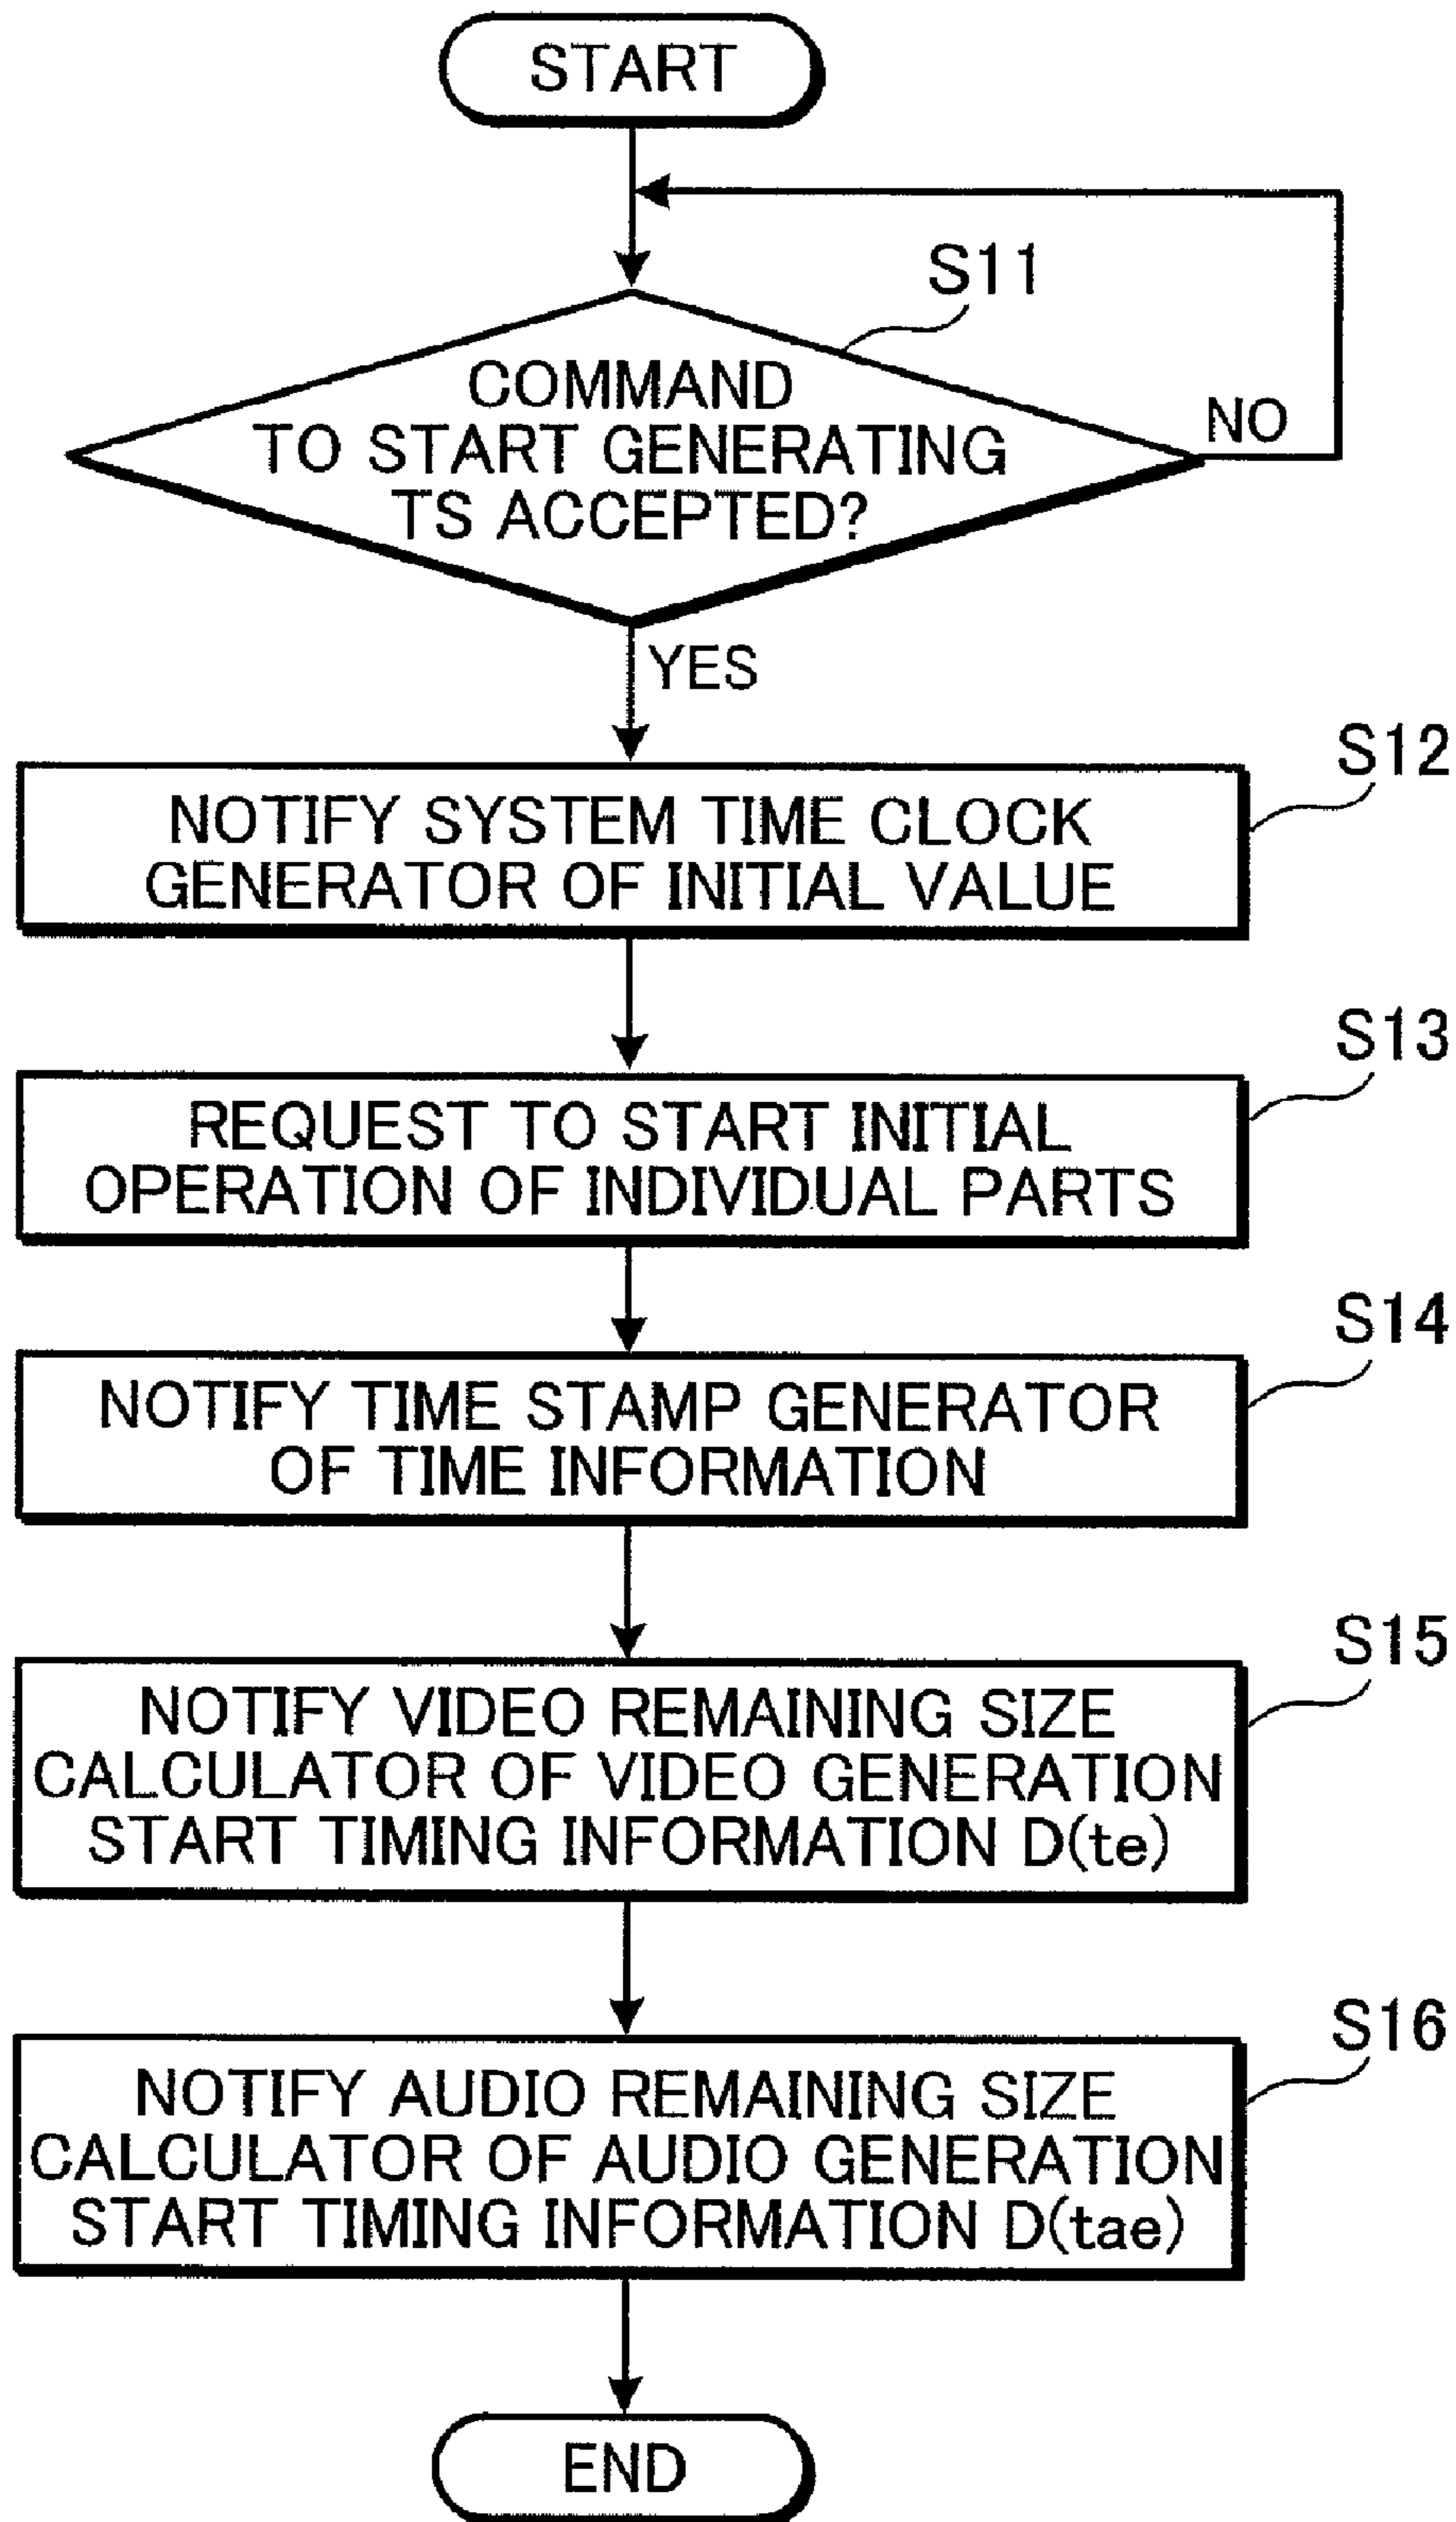 START
S11
COMMAND
TO START GENERATING
TS ACCEPTED?
NO
YES
S12
NOTIFY SYSTEM TIME CLOCK
GENERATOR OF INITIAL VALUE
S13
REQUEST TO START INITIAL
OPERATION OF INDIVIDUAL PARTS
S14
NOTIFY TIME STAMP GENERATOR
OF TIME INFORMATION
S15
NOTIFY VIDEO REMAINING SIZE
CALCULATOR OF VIDEO GENERATION
START TIMING INFORMATION D(te)
S16
NOTIFY AUDIO REMAINING SIZE
CALCULATOR OF AUDIO GENERATION
START TIMING INFORMATION D(tae)
END